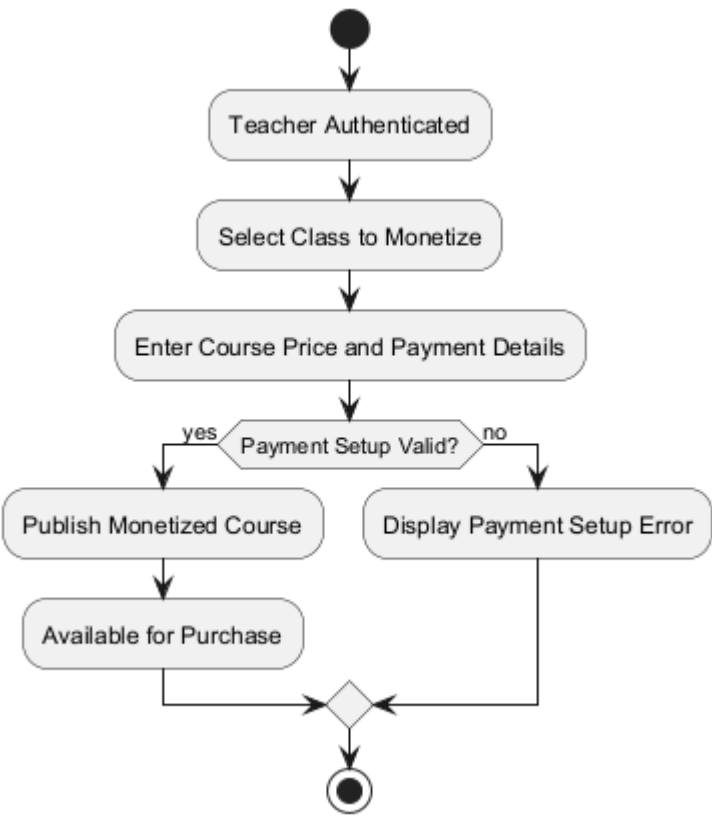 Teacher Authenticated
Select Class to Monetize
Enter Course Price and Payment Details
yes
Payment Setup Valid?
no
Publish Monetized Course
Display Payment Setup Error
Available for Purchase